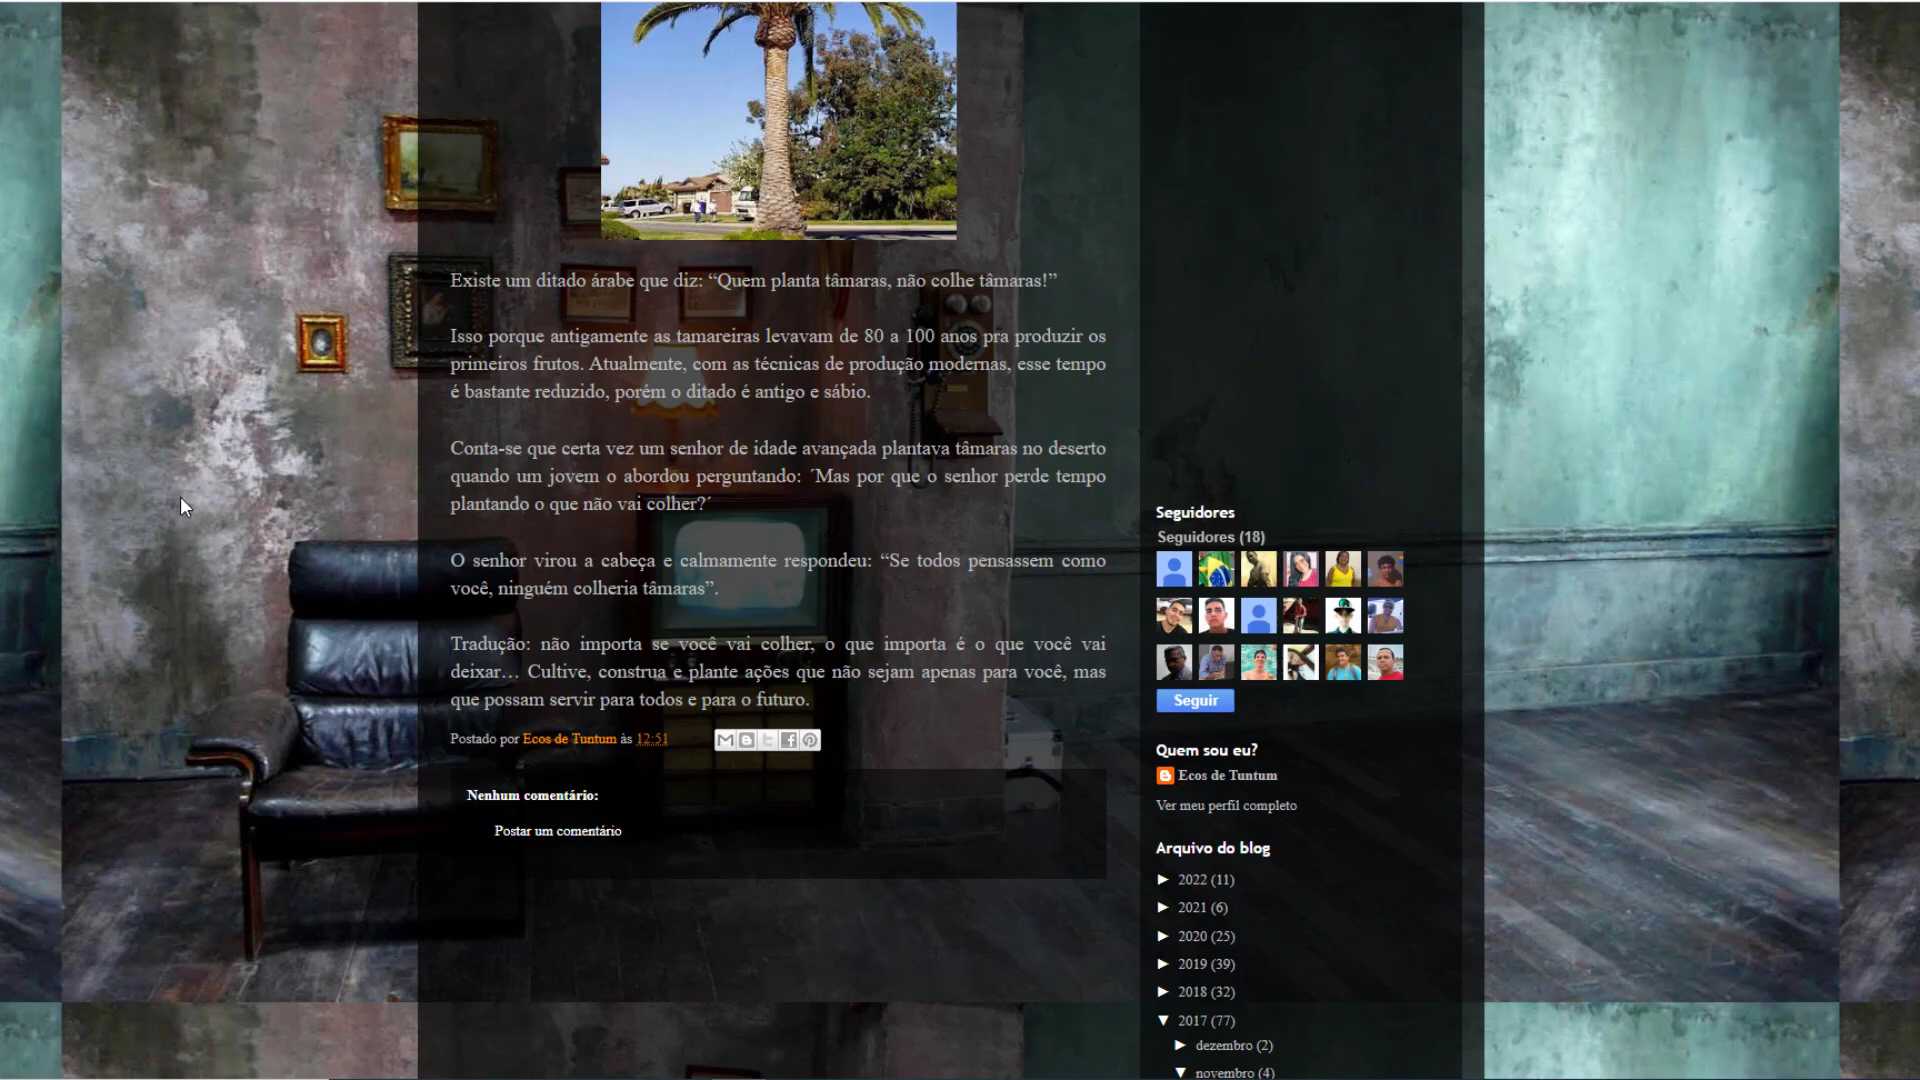 Existe um ditado árabe que diz: “Quem planta tâmaras, não colhe tâmaras!”
Isso porque antigamente as tamareiras levavam de 80 a 100 anos pra produzir os
primeiros frutos. Atualmente, com as técnicas de produção modernas, esse tempo
é bastante reduzido, porém o ditado é antigo e sábio.
Conta-se que certa vez um senhor de idade avançada plantava tâmaras no deserto
quando um jovem o abordou perguntando: ´Mas por que o senhor perde tempo
plantando o que não vai colher?´
O senhor virou a cabeça e calmamente respondeu: “Se todos pensassem como
você, ninguém colheria tâmaras”.
Tradução: não importa se você vai colher, o que importa é o que você vai
deixar… Cultive, construa e plante ações que não sejam apenas para você, mas
que possam servir para todos e para o futuro.
Postado por Ecos de Tuntum às 12:51
Nenhum comentário:
Postar um comentário
Seguidores
Seguidores (18)
Seguir
Quem sou eu?
Ecos de Tuntum
Ver meu perfil completo
Arquivo do blog
► 2022 (11)
► 2021 (6)
► 2020 (25)
► 2019 (39)
► 2018 (32)
▼ 2017 (77)
► dezembro (2)
▼ novembro (4)